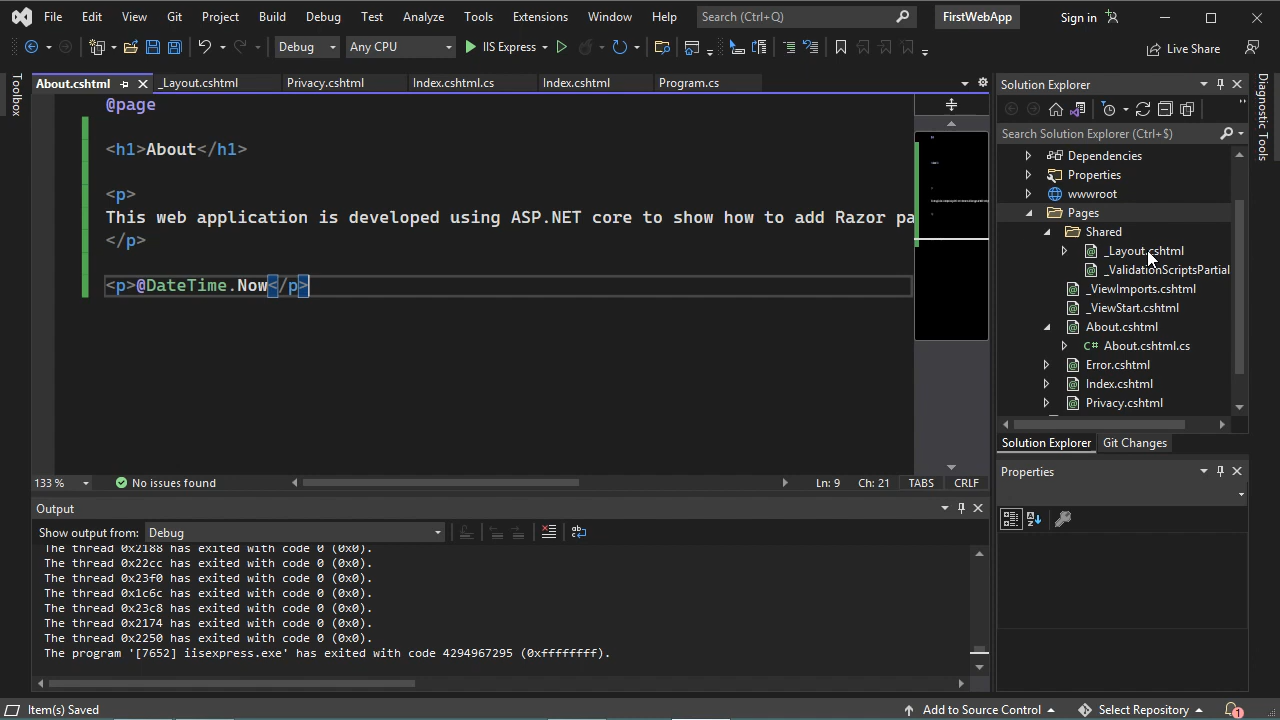 File Edit View Git Project Build Debug Test Analyze Tools Extensions Window Help Search (Ctrl+Q) FirstWebApp Sign in
Debug Any CPU IIS Express Live Share
About.cshtml _Layout.cshtml Privacy.cshtml Index.cshtml.cs Index.cshtml Program.cs
Toolbox
@page
<h1>About</h1>
<p>
This web application is developed using ASP.NET core to show how to add Razor pa
</p>
<p>@DateTime.Now</p>
133 % No issues found Ln: 9 Ch: 21 TABS CRLF
Output
Show output from: Debug
The thread 0x2188 has exited with code 0 (0x0).
The thread 0x22cc has exited with code 0 (0x0).
The thread 0x23f0 has exited with code 0 (0x0).
The thread 0x1c6c has exited with code 0 (0x0).
The thread 0x23c8 has exited with code 0 (0x0).
The thread 0x2174 has exited with code 0 (0x0).
The thread 0x2250 has exited with code 0 (0x0).
The program '[7652] iisexpress.exe' has exited with code 4294967295 (0xffffffff).
Solution Explorer
Search Solution Explorer (Ctrl+$)
Dependencies
Properties
wwwroot
Pages
Shared
_Layout.cshtml
_ValidationScriptsPartial
_ViewImports.cshtml
_ViewStart.cshtml
About.cshtml
C# About.cshtml.cs
Error.cshtml
Index.cshtml
Privacy.cshtml
Solution Explorer Git Changes
Properties
Diagnostic Tools
Item(s) Saved Add to Source Control Select Repository 1